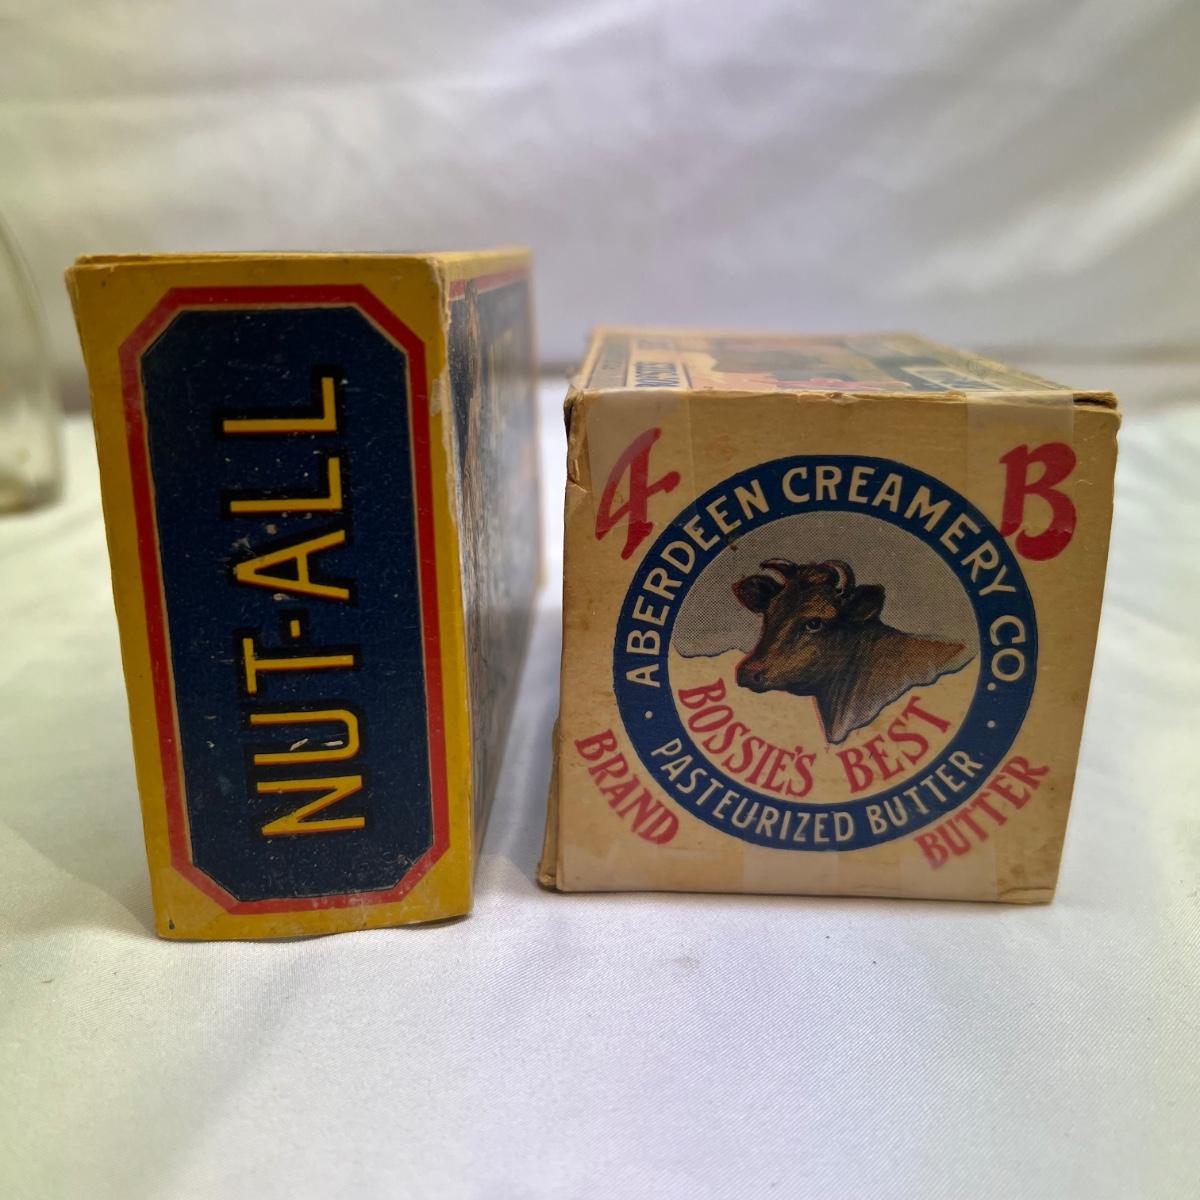 NUT-ALL
4 B
ABERDEEN CREAMERY CO.
BOSSIE'S BEST
• PASTEURIZED BUTTER •
BRAND BUTTER